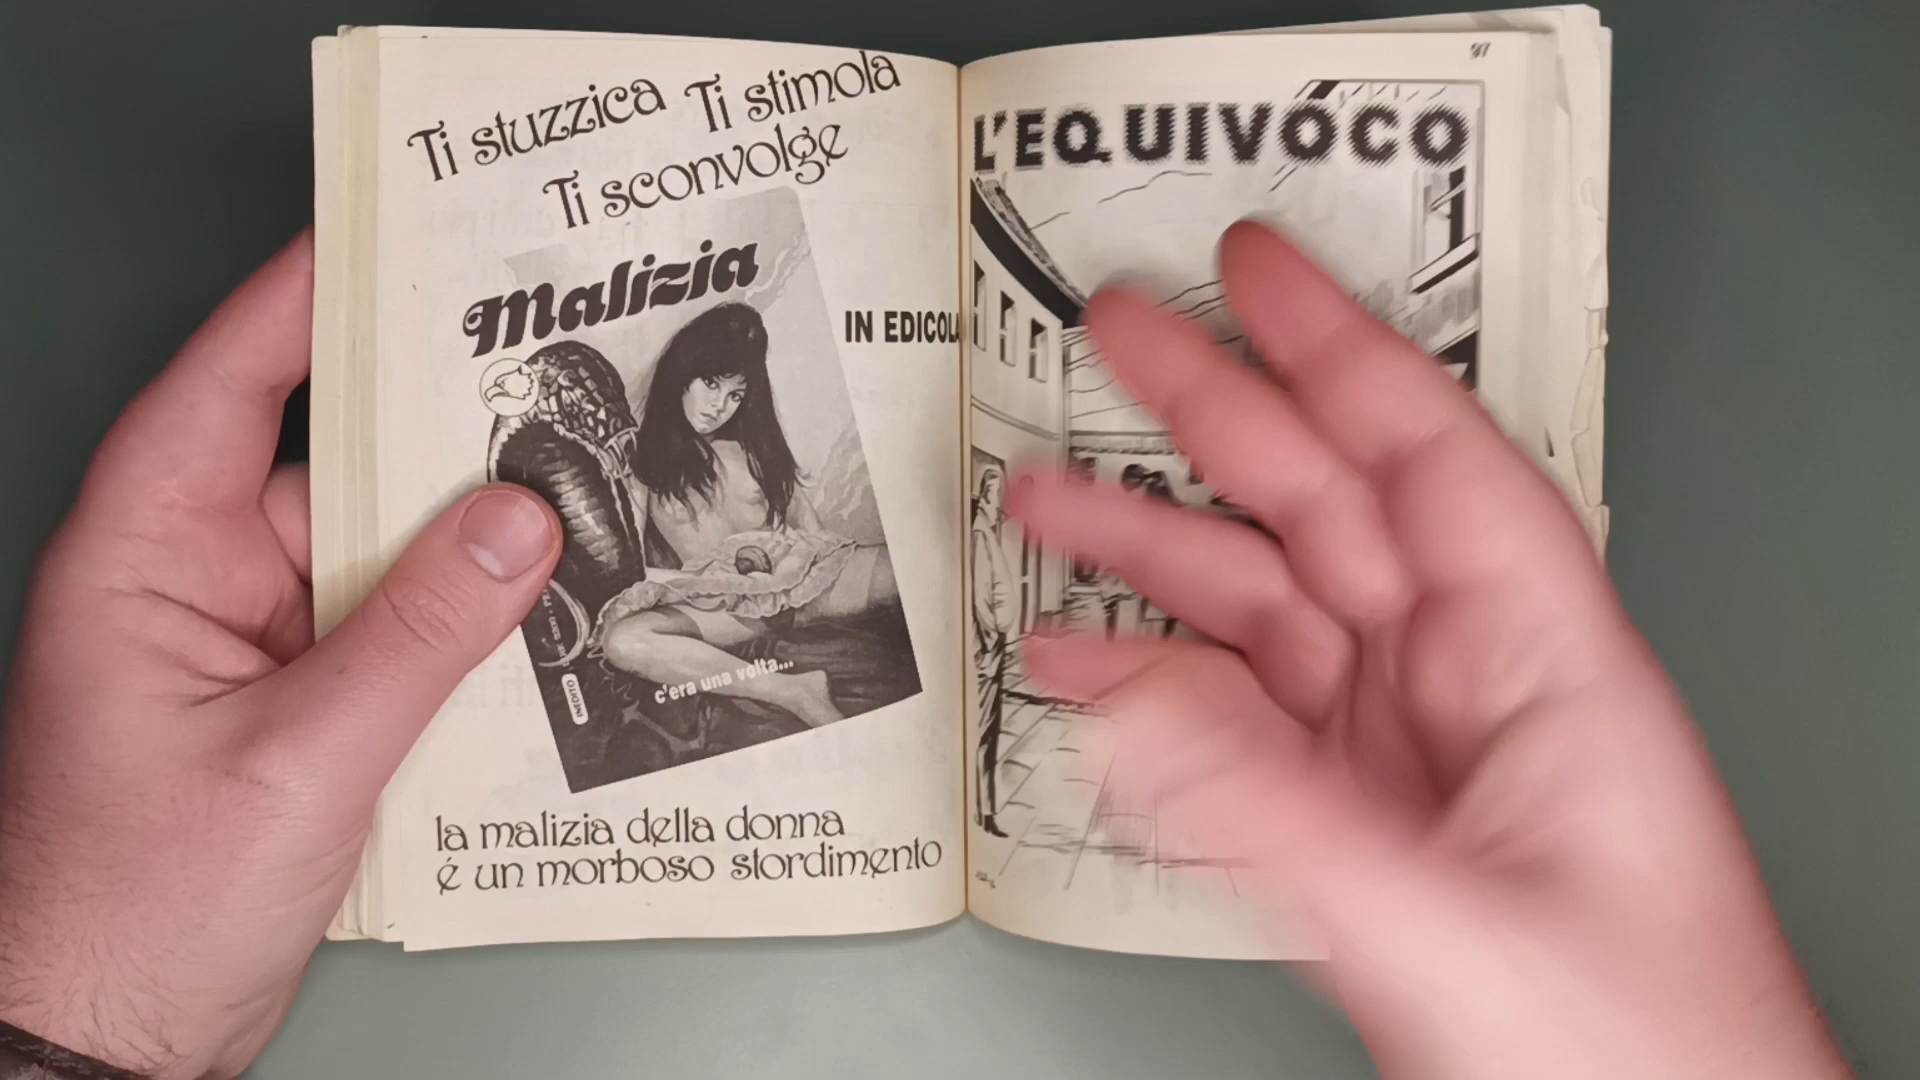 Ti stuzzica Ti stimola
Ti sconvolge
Malizia
IN EDICOLA
INEDITO
c'era una volta...
la malizia della donna
é un morboso stordimento
97
L'EQUIVOCO